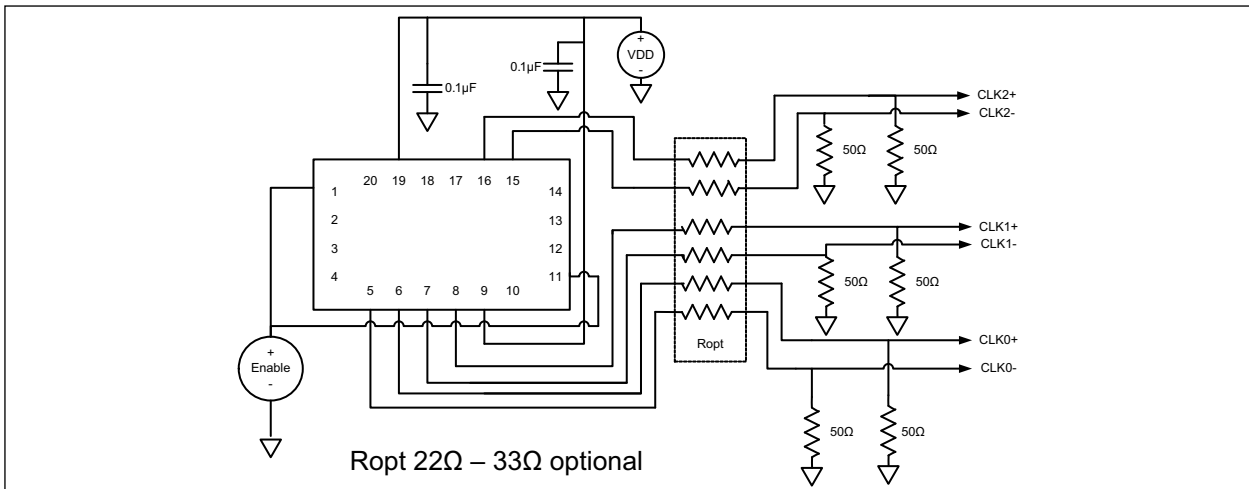 +
VDD
-
0.1µF
0.1µF
CLK2+
CLK2-
50Ω
50Ω
20 19 18 17 16 15
1
2
3
4
14
13
12
11
5 6 7 8 9 10
CLK1+
CLK1-
50Ω
50Ω
Ropt
+
Enable
-
CLK0+
CLK0-
50Ω
50Ω
Ropt 22Ω – 33Ω optional